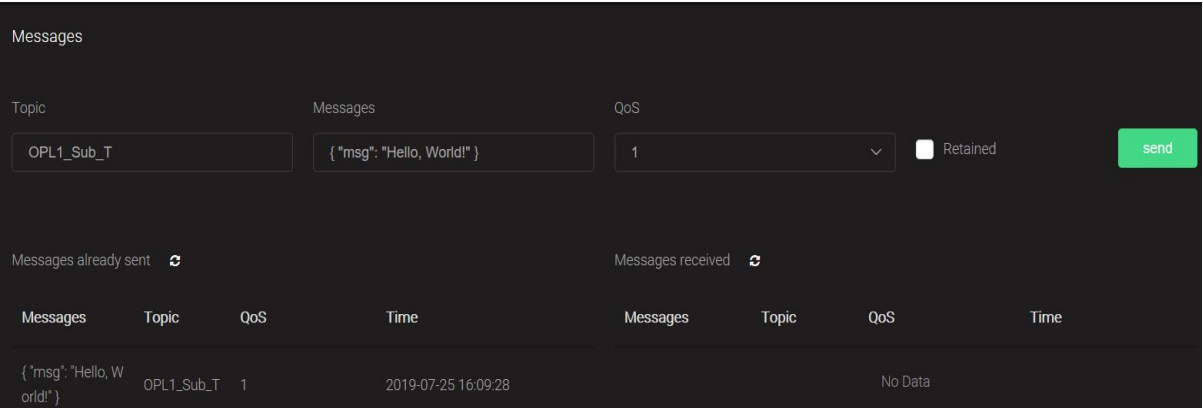 Messages
Topic Messages QoS
OPL1_Sub_T { "msg": "Hello, World!" } 1 Retained send
Messages already sent Messages received
Messages Topic QoS Time Messages Topic QoS Time
{ "msg": "Hello, W
orld!" } OPL1_Sub_T 1 2019-07-25 16:09:28 No Data